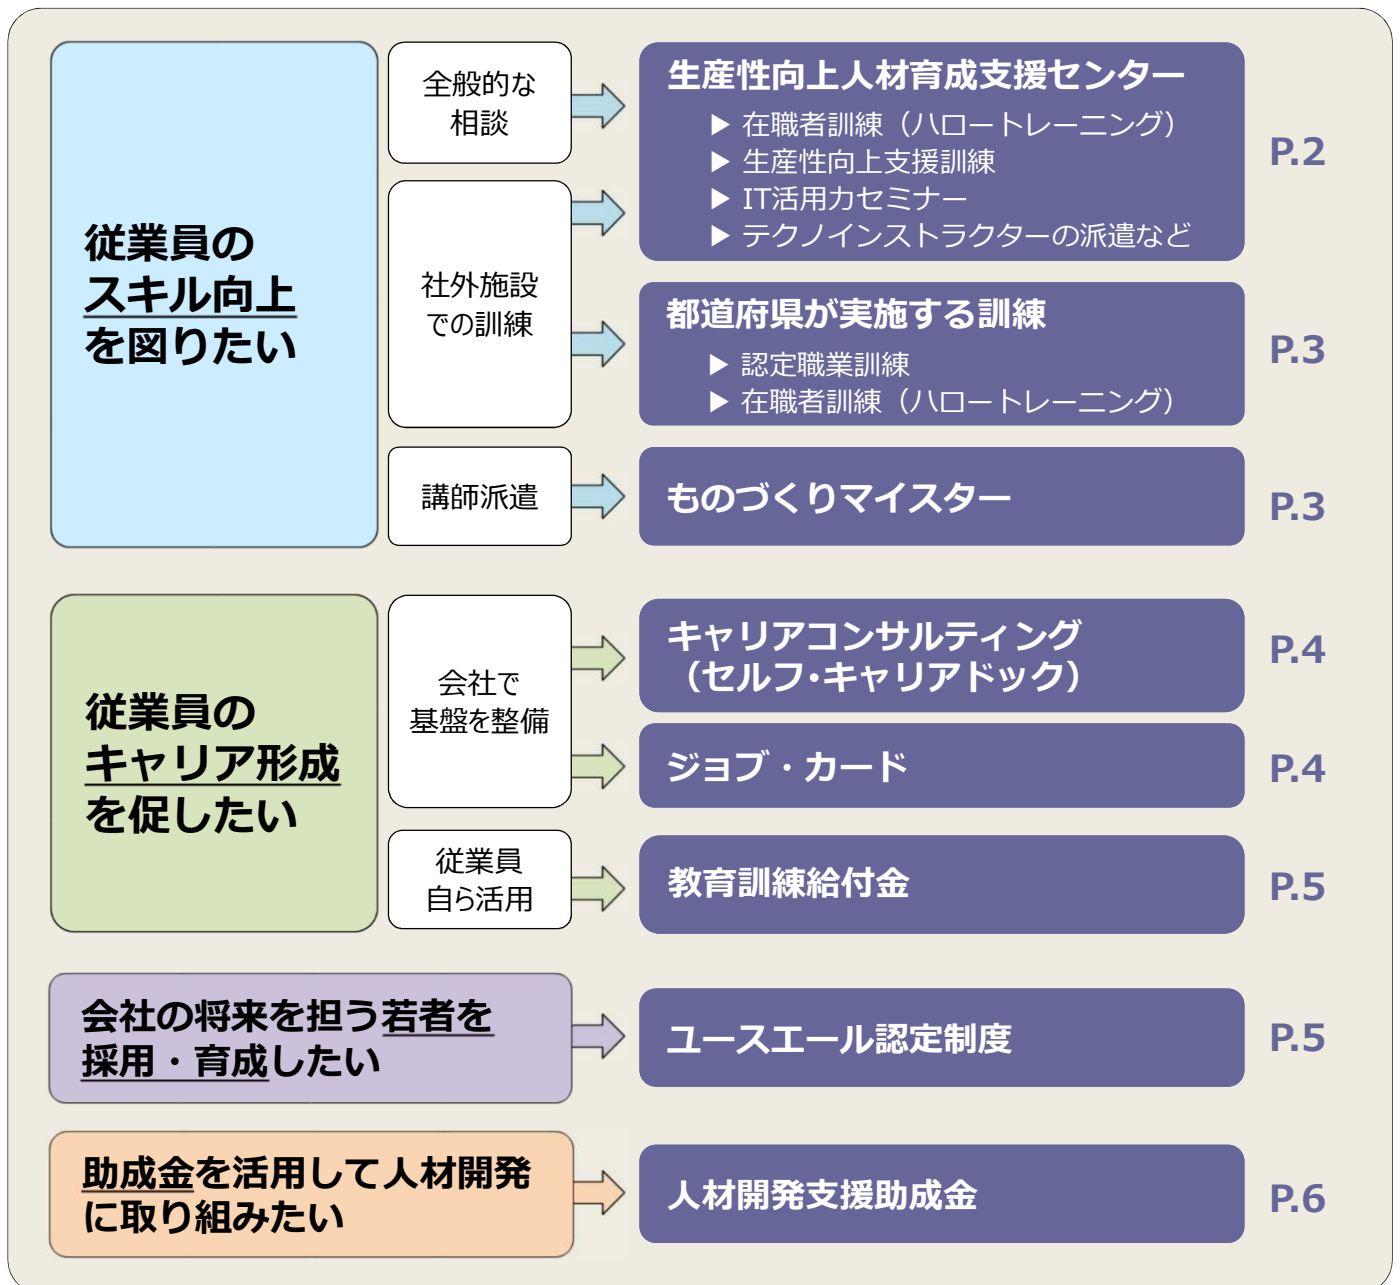 従業員の
スキル向上
を図りたい
全般的な
相談
生産性向上人材育成支援センター
▶ 在職者訓練（ハロートレーニング）
▶ 生産性向上支援訓練
▶ IT活用力セミナー
▶ テクノインストラクターの派遣など
P.2
社外施設
での訓練
都道府県が実施する訓練
▶ 認定職業訓練
▶ 在職者訓練（ハロートレーニング）
P.3
講師派遣
ものづくりマイスター
P.3
従業員の
キャリア形成
を促したい
会社で
基盤を整備
キャリアコンサルティング
（セルフ・キャリアドック）
P.4
ジョブ・カード
P.4
従業員
自ら活用
教育訓練給付金
P.5
会社の将来を担う若者を
採用・育成したい
ユースエール認定制度
P.5
助成金を活用して人材開発
に取り組みたい
人材開発支援助成金
P.6